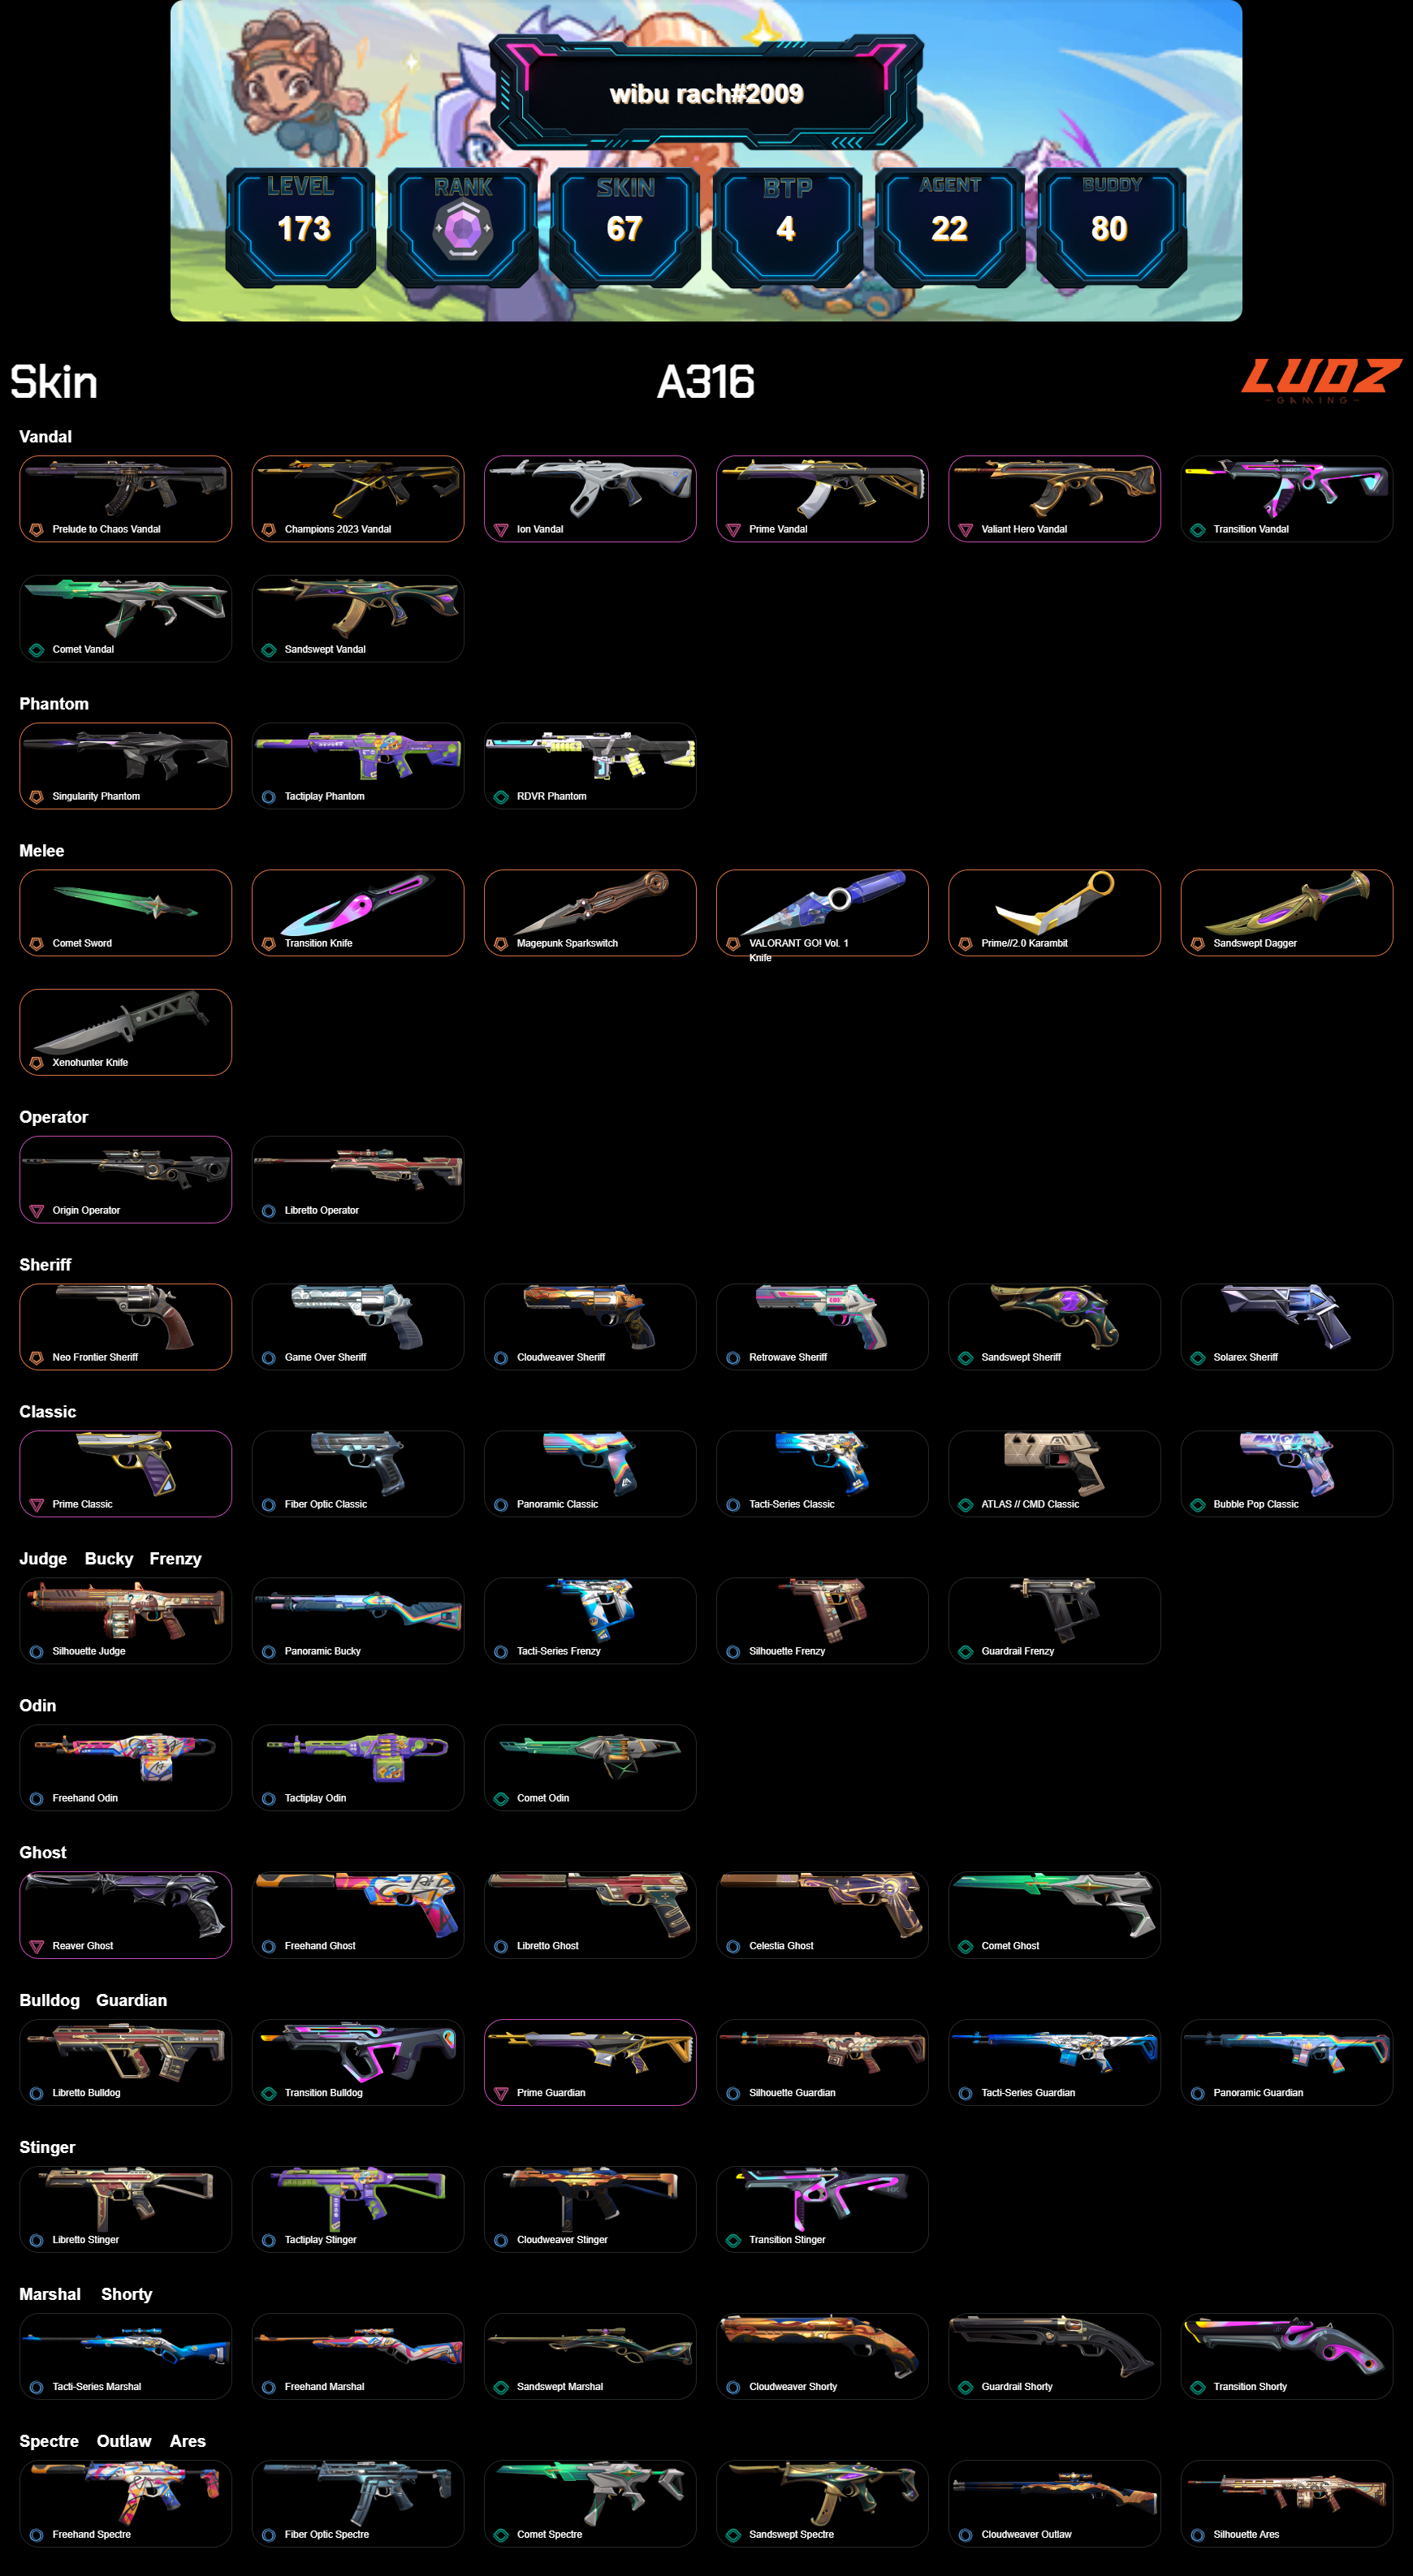 wibu rach#2009
LEVEL RANK SKIN BTP AGENT BUDDY
173 67 4 22 80
Skin A316 LUDZ
-GAMING-
Vandal
Prelude to Chaos Vandal Champions 2023 Vandal Ion Vandal Prime Vandal Valiant Hero Vandal Transition Vandal
Comet Vandal Sandswept Vandal
Phantom
Singularity Phantom Tactiplay Phantom RDVR Phantom
Melee
Comet Sword Transition Knife Magepunk Sparkswitch VALORANT GO! Vol. 1 Prime//2.0 Karambit Sandswept Dagger
Knife
Xenohunter Knife
Operator
Origin Operator Libretto Operator
Sheriff
Neo Frontier Sheriff Game Over Sheriff Cloudweaver Sheriff Retrowave Sheriff Sandswept Sheriff Solarex Sheriff
Classic
Prime Classic Fiber Optic Classic Panoramic Classic Tacti-Series Classic ATLAS // CMD Classic Bubble Pop Classic
Judge Bucky Frenzy
Silhouette Judge Panoramic Bucky Tacti-Series Frenzy Silhouette Frenzy Guardrail Frenzy
Odin
Freehand Odin Tactiplay Odin Comet Odin
Ghost
Reaver Ghost Freehand Ghost Libretto Ghost Celestia Ghost Comet Ghost
Bulldog Guardian
Libretto Bulldog Transition Bulldog Prime Guardian Silhouette Guardian Tacti-Series Guardian Panoramic Guardian
Stinger
Libretto Stinger Tactiplay Stinger Cloudweaver Stinger Transition Stinger
Marshal Shorty
Tacti-Series Marshal Freehand Marshal Sandswept Marshal Cloudweaver Shorty Guardrail Shorty Transition Shorty
Spectre Outlaw Ares
Freehand Spectre Fiber Optic Spectre Comet Spectre Sandswept Spectre Cloudweaver Outlaw Silhouette Ares